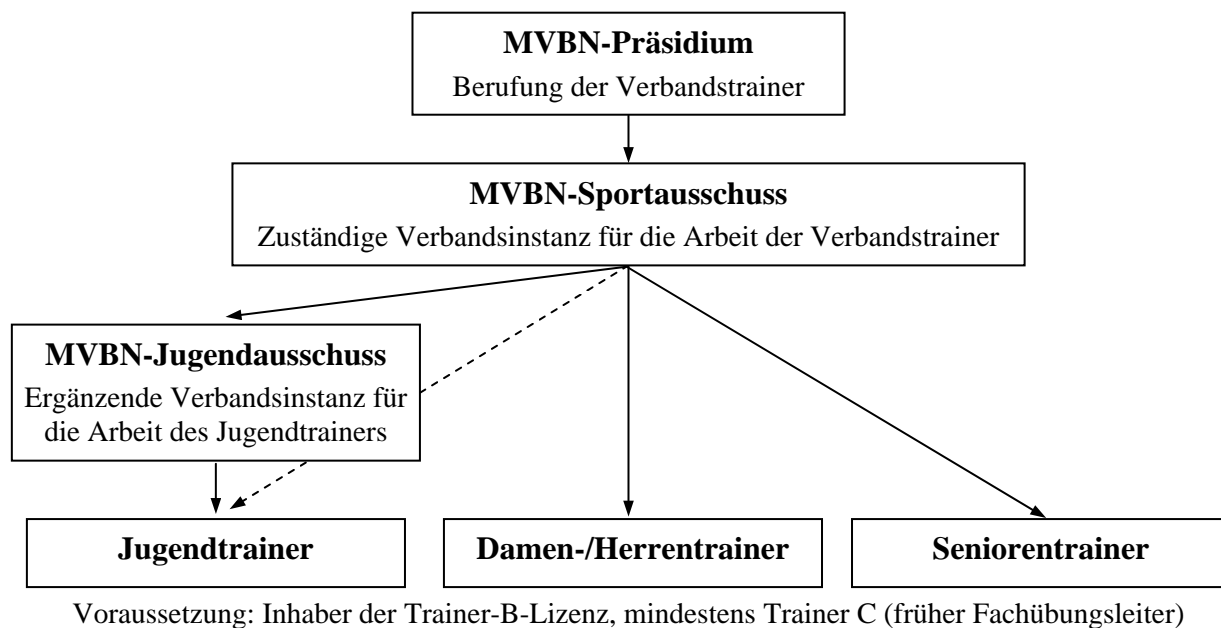 MVBN-Präsidium
Berufung der Verbandstrainer
MVBN-Sportausschuss
Zuständige Verbandsinstanz für die Arbeit der Verbandstrainer
MVBN-Jugendausschuss
Ergänzende Verbandsinstanz für
die Arbeit des Jugendtrainers
Jugendtrainer
Damen-/Herrentrainer
Seniorentrainer
Voraussetzung: Inhaber der Trainer-B-Lizenz, mindestens Trainer C (früher Fachübungsleiter)